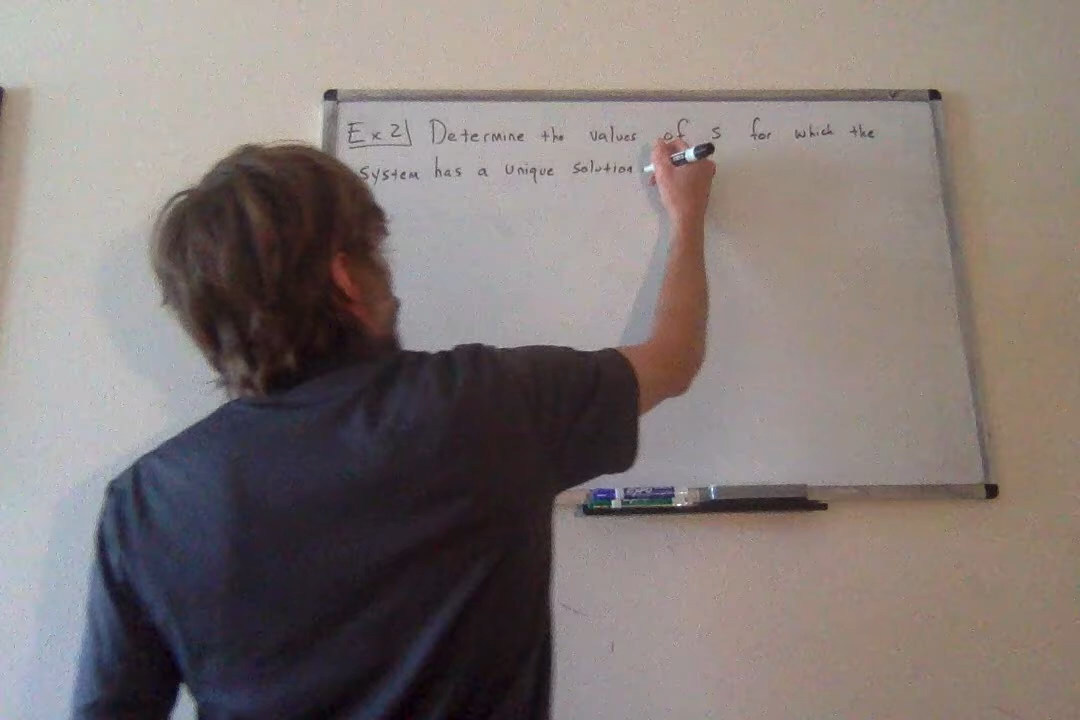 Ex 2 Determine the values of s for which the
system has a unique solution